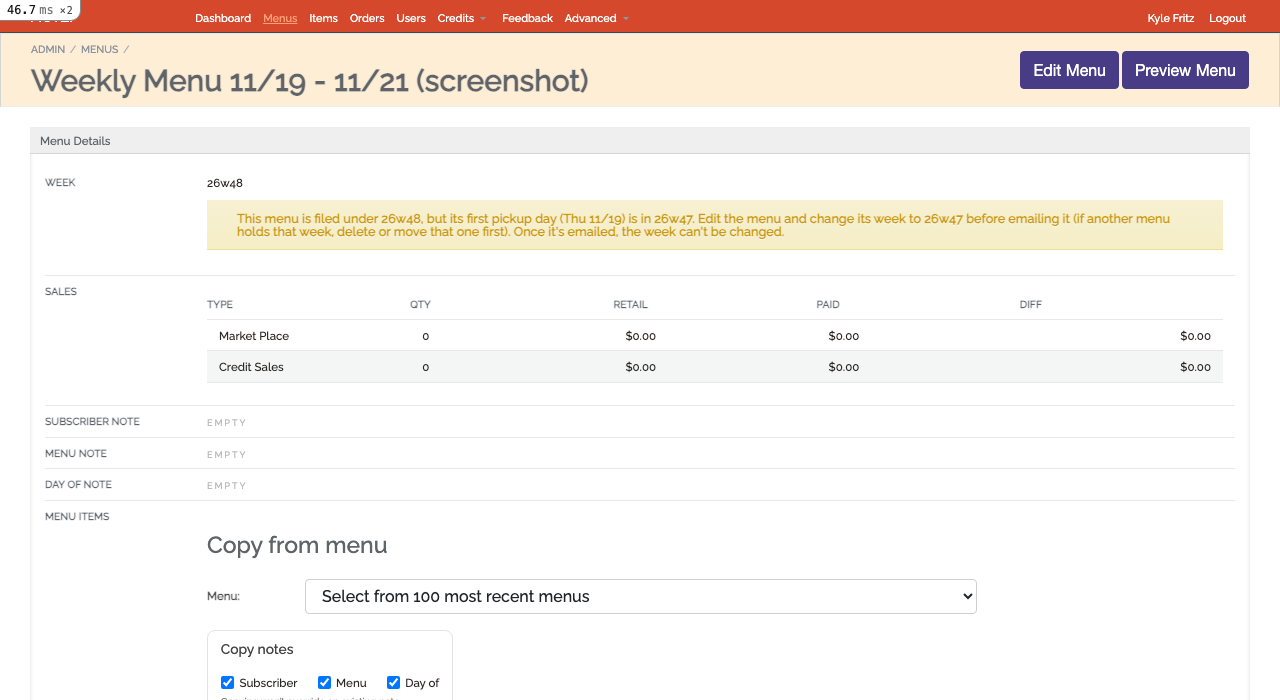 46.7 ms ×2
Dashboard Menus Items Orders Users Credits Feedback Advanced Kyle Fritz Logout
ADMIN / MENUS /
Weekly Menu 11/19 - 11/21 (screenshot)
Edit Menu Preview Menu
Menu Details
WEEK 26w48
This menu is filed under 26w48, but its first pickup day (Thu 11/19) is in 26w47. Edit the menu and change its week to 26w47 before emailing it (if another menu
holds that week, delete or move that one first). Once it's emailed, the week can't be changed.
SALES
TYPE QTY RETAIL PAID DIFF
Market Place 0 $0.00 $0.00 $0.00
Credit Sales 0 $0.00 $0.00 $0.00
SUBSCRIBER NOTE EMPTY
MENU NOTE EMPTY
DAY OF NOTE EMPTY
MENU ITEMS
Copy from menu
Menu: Select from 100 most recent menus
Copy notes
Subscriber Menu Day of